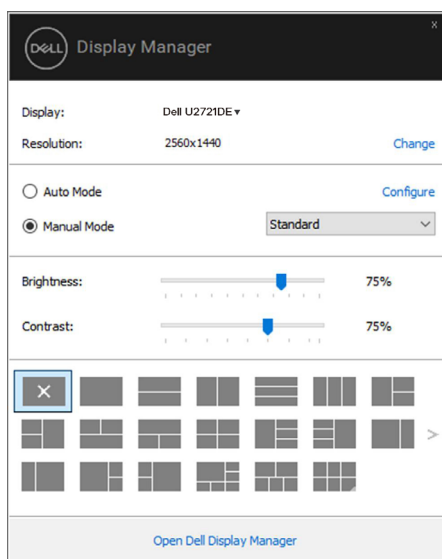 x
DELL Display Manager
Display: Dell U2721DE
Resolution: 2560x1440 Change
Auto Mode Configure
Manual Mode Standard
Brightness: 75%
Contrast: 75%
Open Dell Display Manager